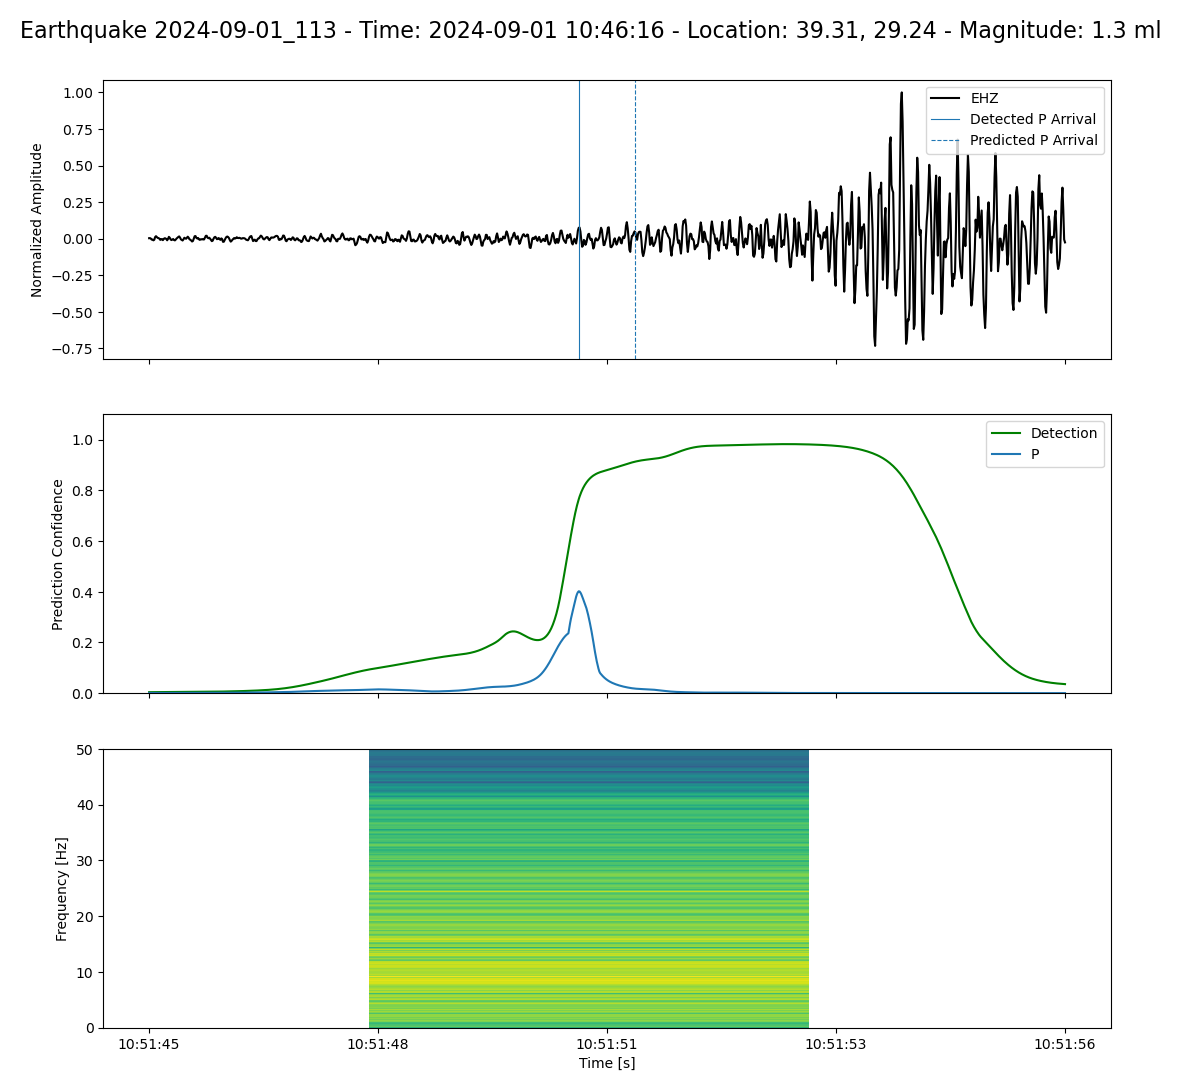 Earthquake 2024-09-01_113 - Time: 2024-09-01 10:46:16 - Location: 39.31, 29.24 - Magnitude: 1.3 ml
Normalized Amplitude
1.00
0.75
0.50
0.25
0.00
−0.25
−0.50
−0.75
EHZ
Detected P Arrival
Predicted P Arrival
Prediction Confidence
1.0
0.8
0.6
0.4
0.2
0.0
Detection
P
Frequency [Hz]
50
40
30
20
10
0
10:51:45 10:51:48 10:51:51 10:51:53 10:51:56
Time [s]